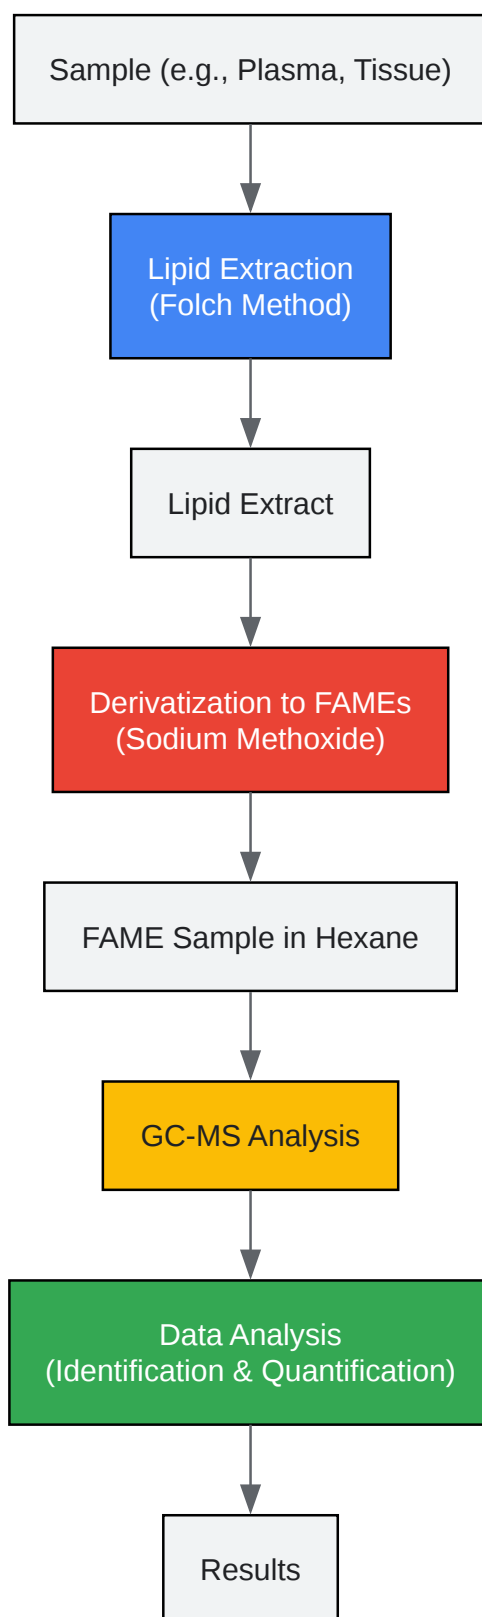 Sample (e.g., Plasma, Tissue)
Lipid Extraction
(Folch Method)
Lipid Extract
Derivatization to FAMEs
(Sodium Methoxide)
FAME Sample in Hexane
GC-MS Analysis
Data Analysis
(Identification & Quantification)
Results